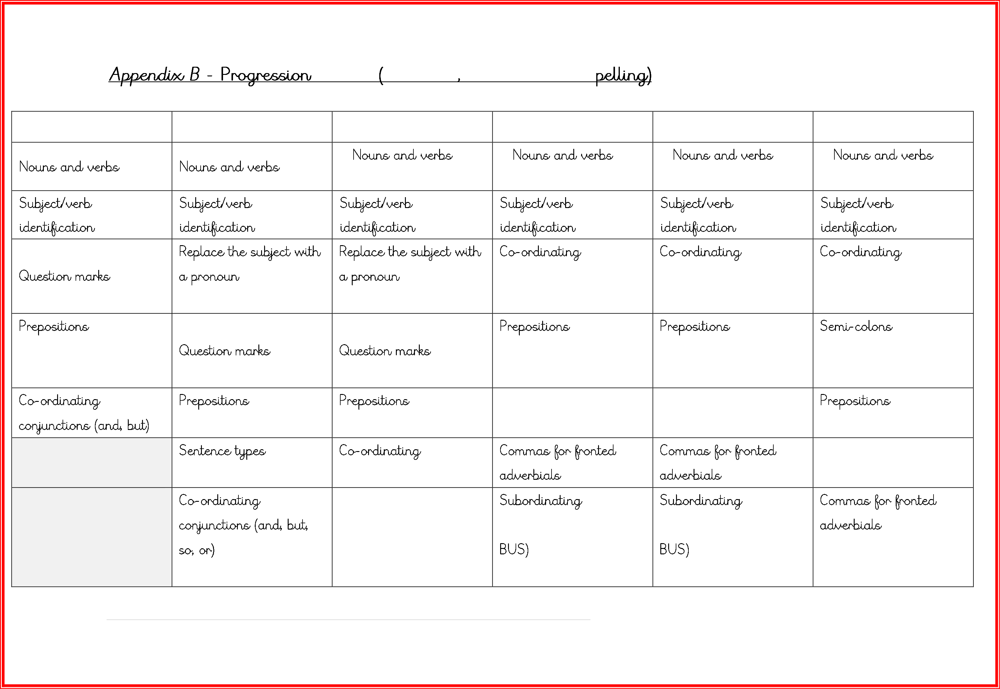 Appendix B - Progression ( , pelling)
Nouns and verbs Nouns and verbs Nouns and verbs Nouns and verbs Nouns and verbs Nouns and verbs
Subject/verb Subject/verb Subject/verb Subject/verb Subject/verb Subject/verb
identification identification identification identification identification identification
Question marks Replace the subject with Replace the subject with Co-ordinating Co-ordinating Co-ordinating
a pronoun a pronoun
Prepositions Question marks Question marks Prepositions Prepositions Semi-colons
Co-ordinating Prepositions Prepositions Prepositions
conjunctions (and, but)
Sentence types Co-ordinating Commas for fronted Commas for fronted
adverbials adverbials
Co-ordinating Subordinating Subordinating Commas for fronted
conjunctions (and, but, adverbials
so, or) BUS) BUS)